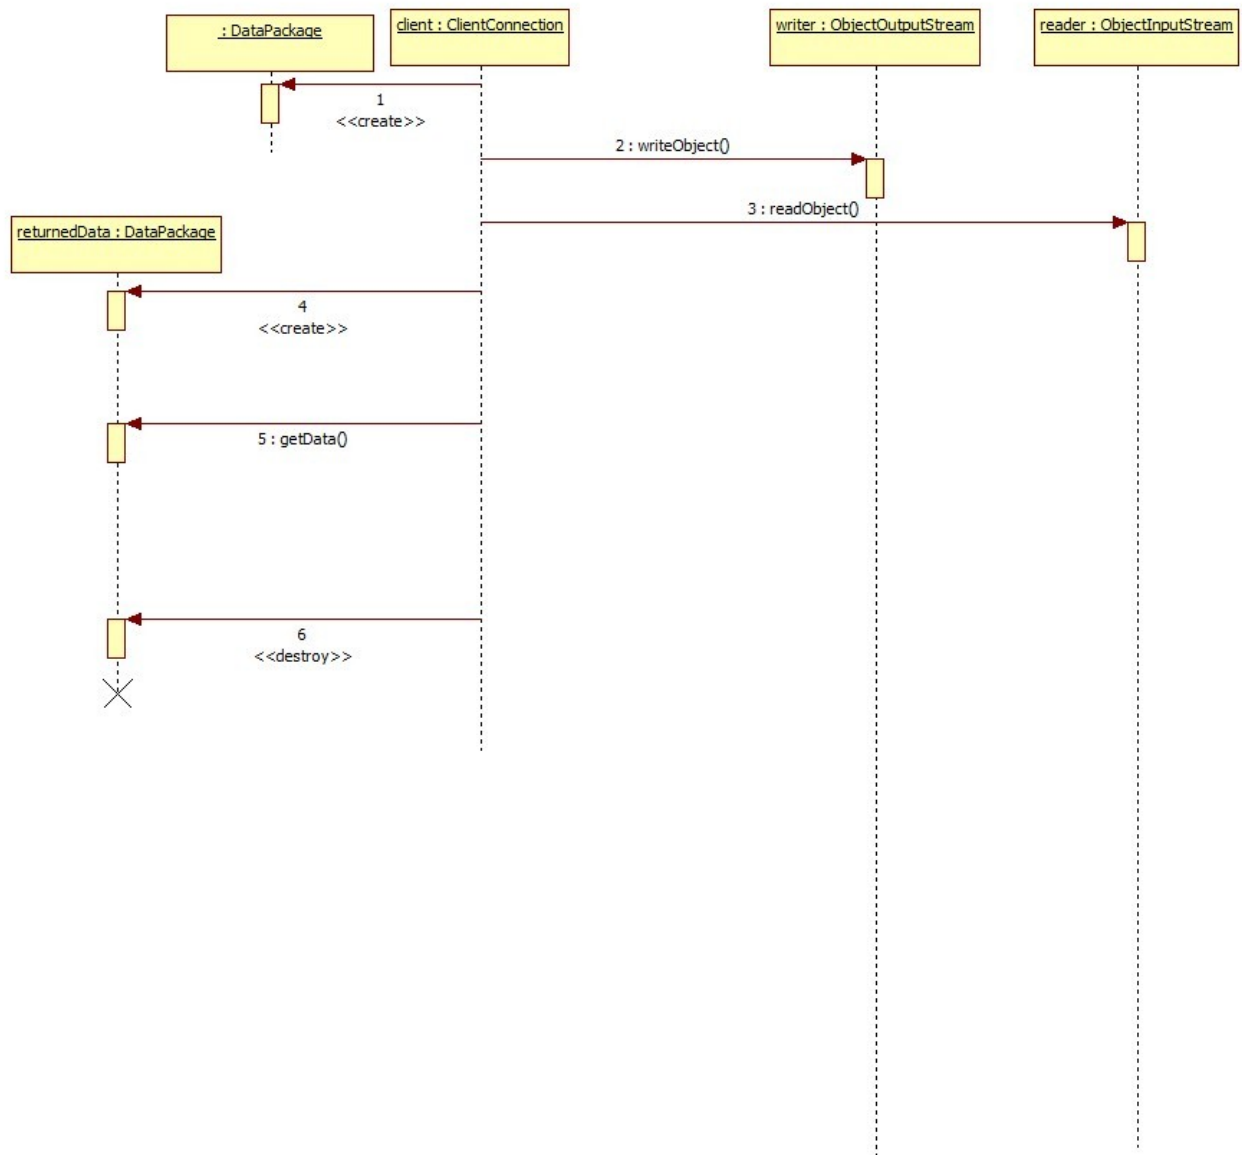 : DataPackage
client : ClientConnection
writer : ObjectOutputStream
reader : ObjectInputStream
1
<<create>>
2 : writeObject()
3 : readObject()
returnedData : DataPackage
4
<<create>>
5 : getData()
6
<<destroy>>